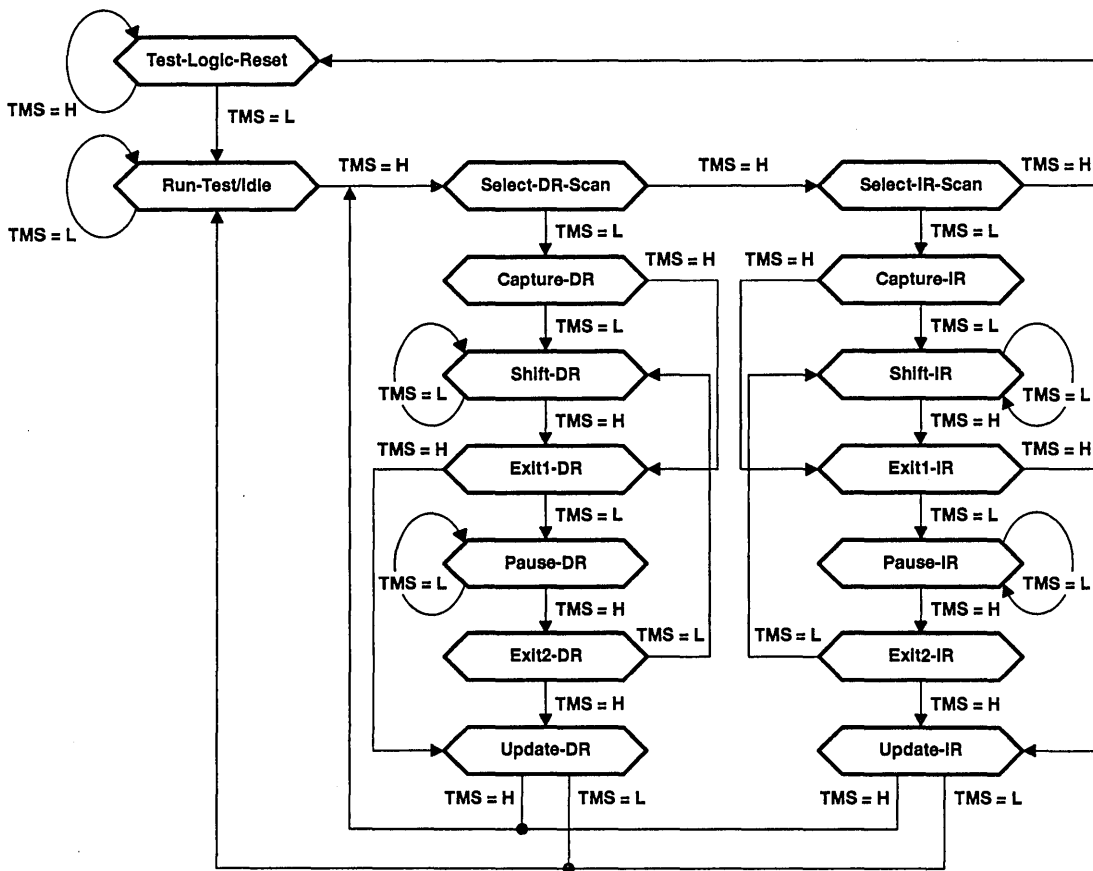 Test-Logic-Reset
TMS = H
TMS = L
Run-Test/Idle
TMS = L
TMS = H
Select-DR-Scan
TMS = H
Select-IR-Scan
TMS = H
TMS = L
TMS = L
Capture-DR
TMS = H
TMS = H
Capture-IR
TMS = L
TMS = L
Shift-DR
TMS = L
Shift-IR
TMS = L
TMS = H
TMS = H
TMS = H
Exit1-DR
Exit1-IR
TMS = H
TMS = L
TMS = L
Pause-DR
TMS = L
Pause-IR
TMS = L
TMS = H
TMS = H
Exit2-DR
TMS = L
TMS = L
Exit2-IR
TMS = H
TMS = H
Update-DR
Update-IR
TMS = H
TMS = L
TMS = H
TMS = L